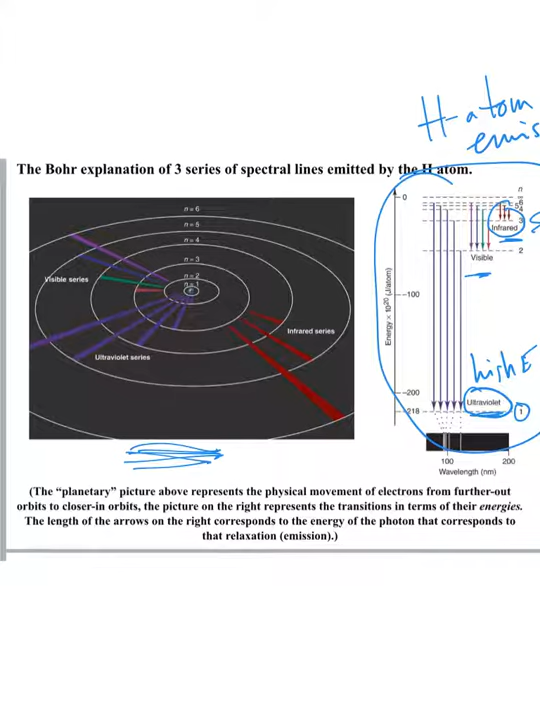 H-atom
emis
The Bohr explanation of 3 series of spectral lines emitted by the H atom.
n = 6
n = 5
n = 4
n = 3
n = 2
n = 1
Visible series
Ultraviolet series
Infrared series
n
0
6
5
4
3
Infrared
S
Visible
2
Energy × 10²⁰ (J/atom)
−100
high E
−200
Ultraviolet
−218
1
100
200
Wavelength (nm)
(The “planetary” picture above represents the physical movement of electrons from further-out
orbits to closer-in orbits, the picture on the right represents the transitions in terms of their energies.
The length of the arrows on the right corresponds to the energy of the photon that corresponds to
that relaxation (emission).)